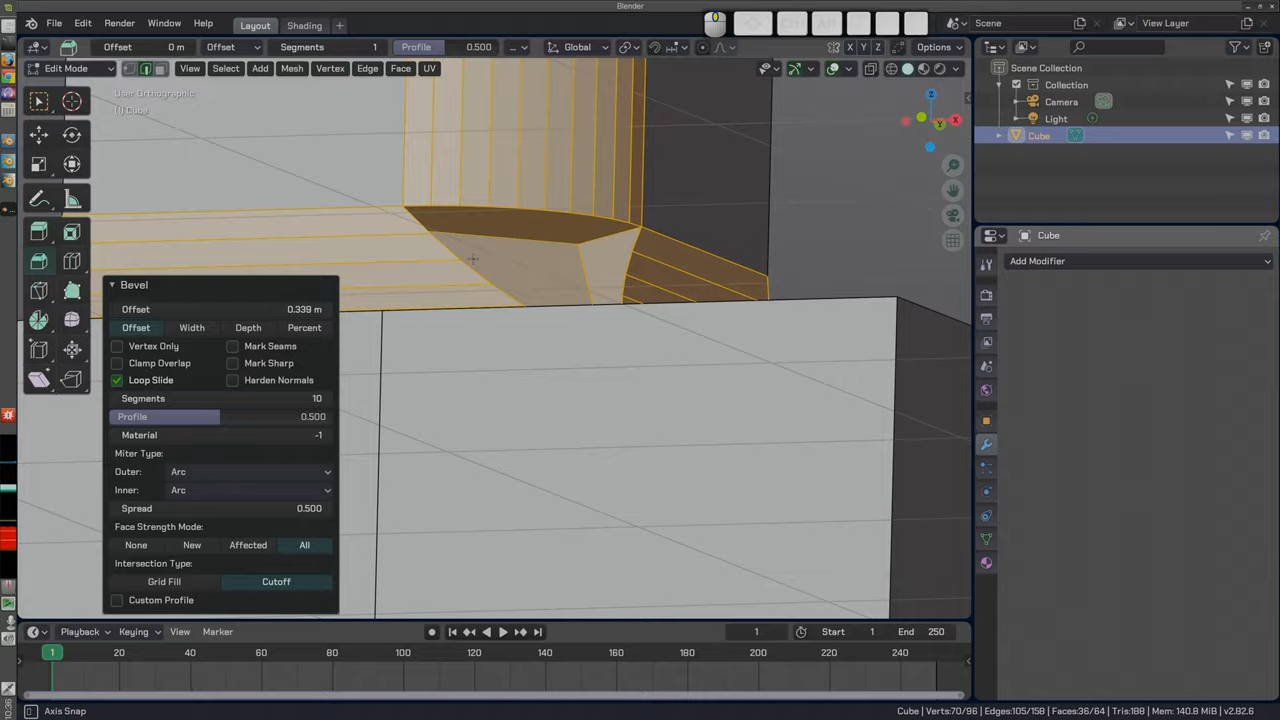 Blender
File Edit Render Window Help Layout Shading + Scene View Layer
Offset 0 m Offset Segments 1 Profile 0.500 Global X Y Z Options
Edit Mode View Select Add Mesh Vertex Edge Face UV
User Orthographic
(1) Cube
Z
X
Y
Scene Collection
Collection
Camera
Light
Cube
Cube
Add Modifier
Bevel
Offset 0.339 m
Offset Width Depth Percent
Vertex Only Mark Seams
Clamp Overlap Mark Sharp
Loop Slide Harden Normals
Segments 10
Profile 0.500
Material -1
Miter Type:
Outer: Arc
Inner: Arc
Spread 0.500
Face Strength Mode:
None New Affected All
Intersection Type:
Grid Fill Cutoff
Custom Profile
Playback Keying View Marker 1 Start 1 End 250
1 20 40 60 80 100 120 140 160 180 200 220 240
Axis Snap Cube | Verts:70/96 | Edges:105/158 | Faces:36/64 | Tris:188 | Mem: 140.8 MiB | v2.82.6
10:36